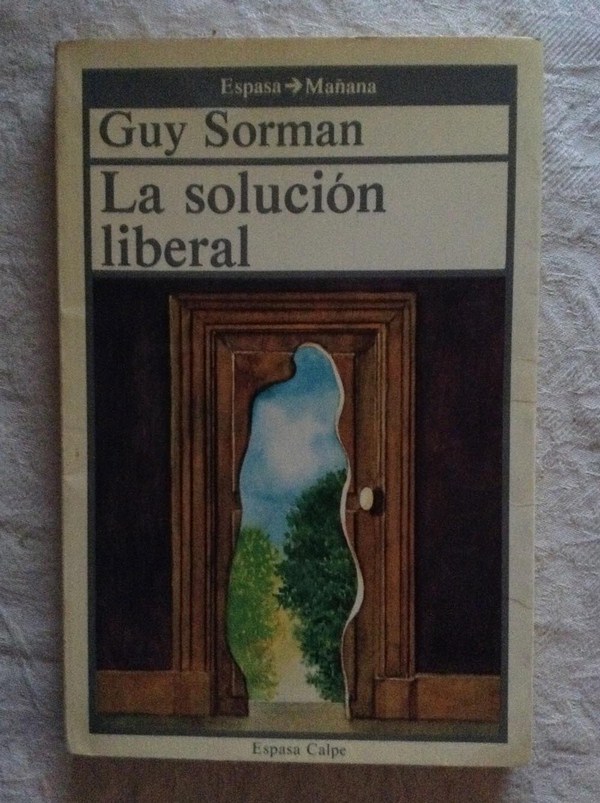 Espasa → Mañana
Guy Sorman
La solución
liberal
Espasa Calpe